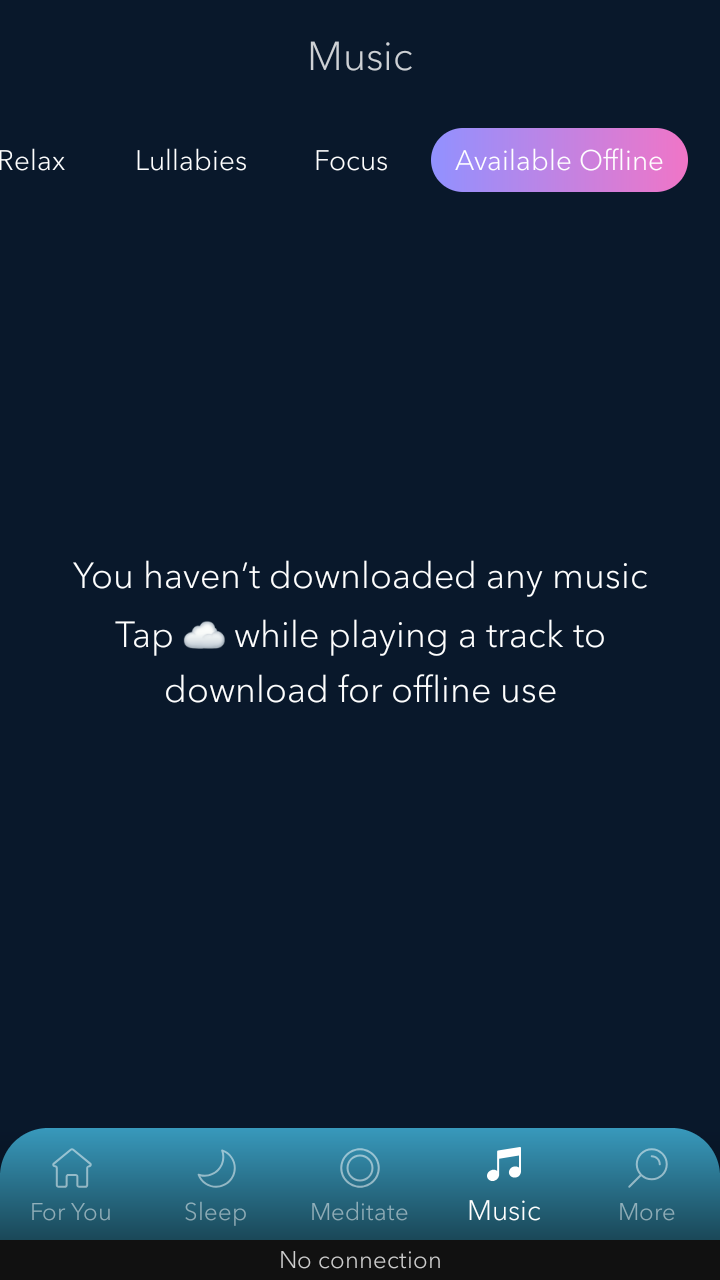 Music
Relax Lullabies Focus Available Offline
You haven't downloaded any music
Tap ☁️ while playing a track to
download for offline use
For You Sleep Meditate Music More
No connection